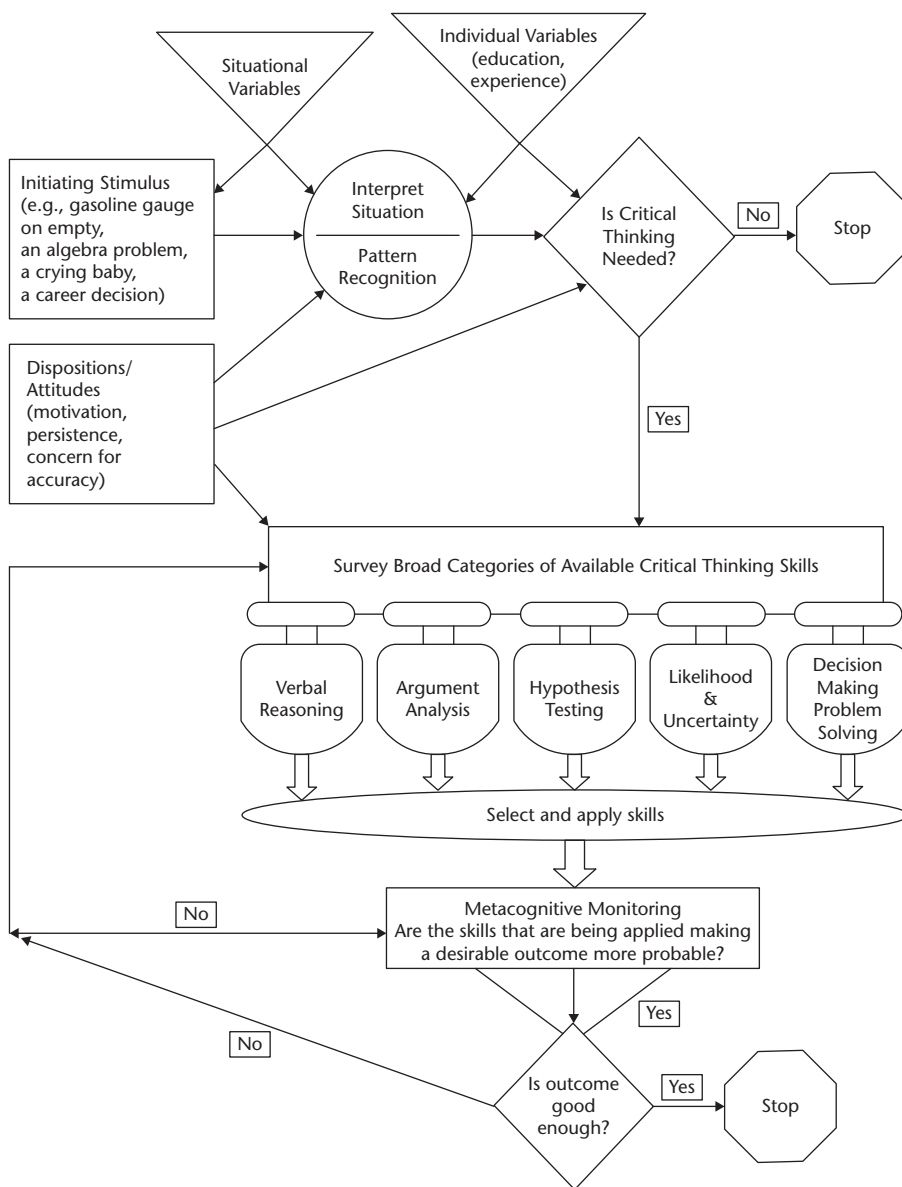 Situational
Variables
Individual Variables
(education,
experience)
Initiating Stimulus
(e.g., gasoline gauge
on empty,
an algebra problem,
a crying baby,
a career decision)
Interpret
Situation
Pattern
Recognition
Is Critical
Thinking
Needed?
No
Stop
Dispositions/
Attitudes
(motivation,
persistence,
concern for
accuracy)
Yes
Survey Broad Categories of Available Critical Thinking Skills
Verbal
Reasoning
Argument
Analysis
Hypothesis
Testing
Likelihood
&
Uncertainty
Decision
Making
Problem
Solving
Select and apply skills
No
Metacognitive Monitoring
Are the skills that are being applied making
a desirable outcome more probable?
Yes
No
Is outcome
good
enough?
Yes
Stop